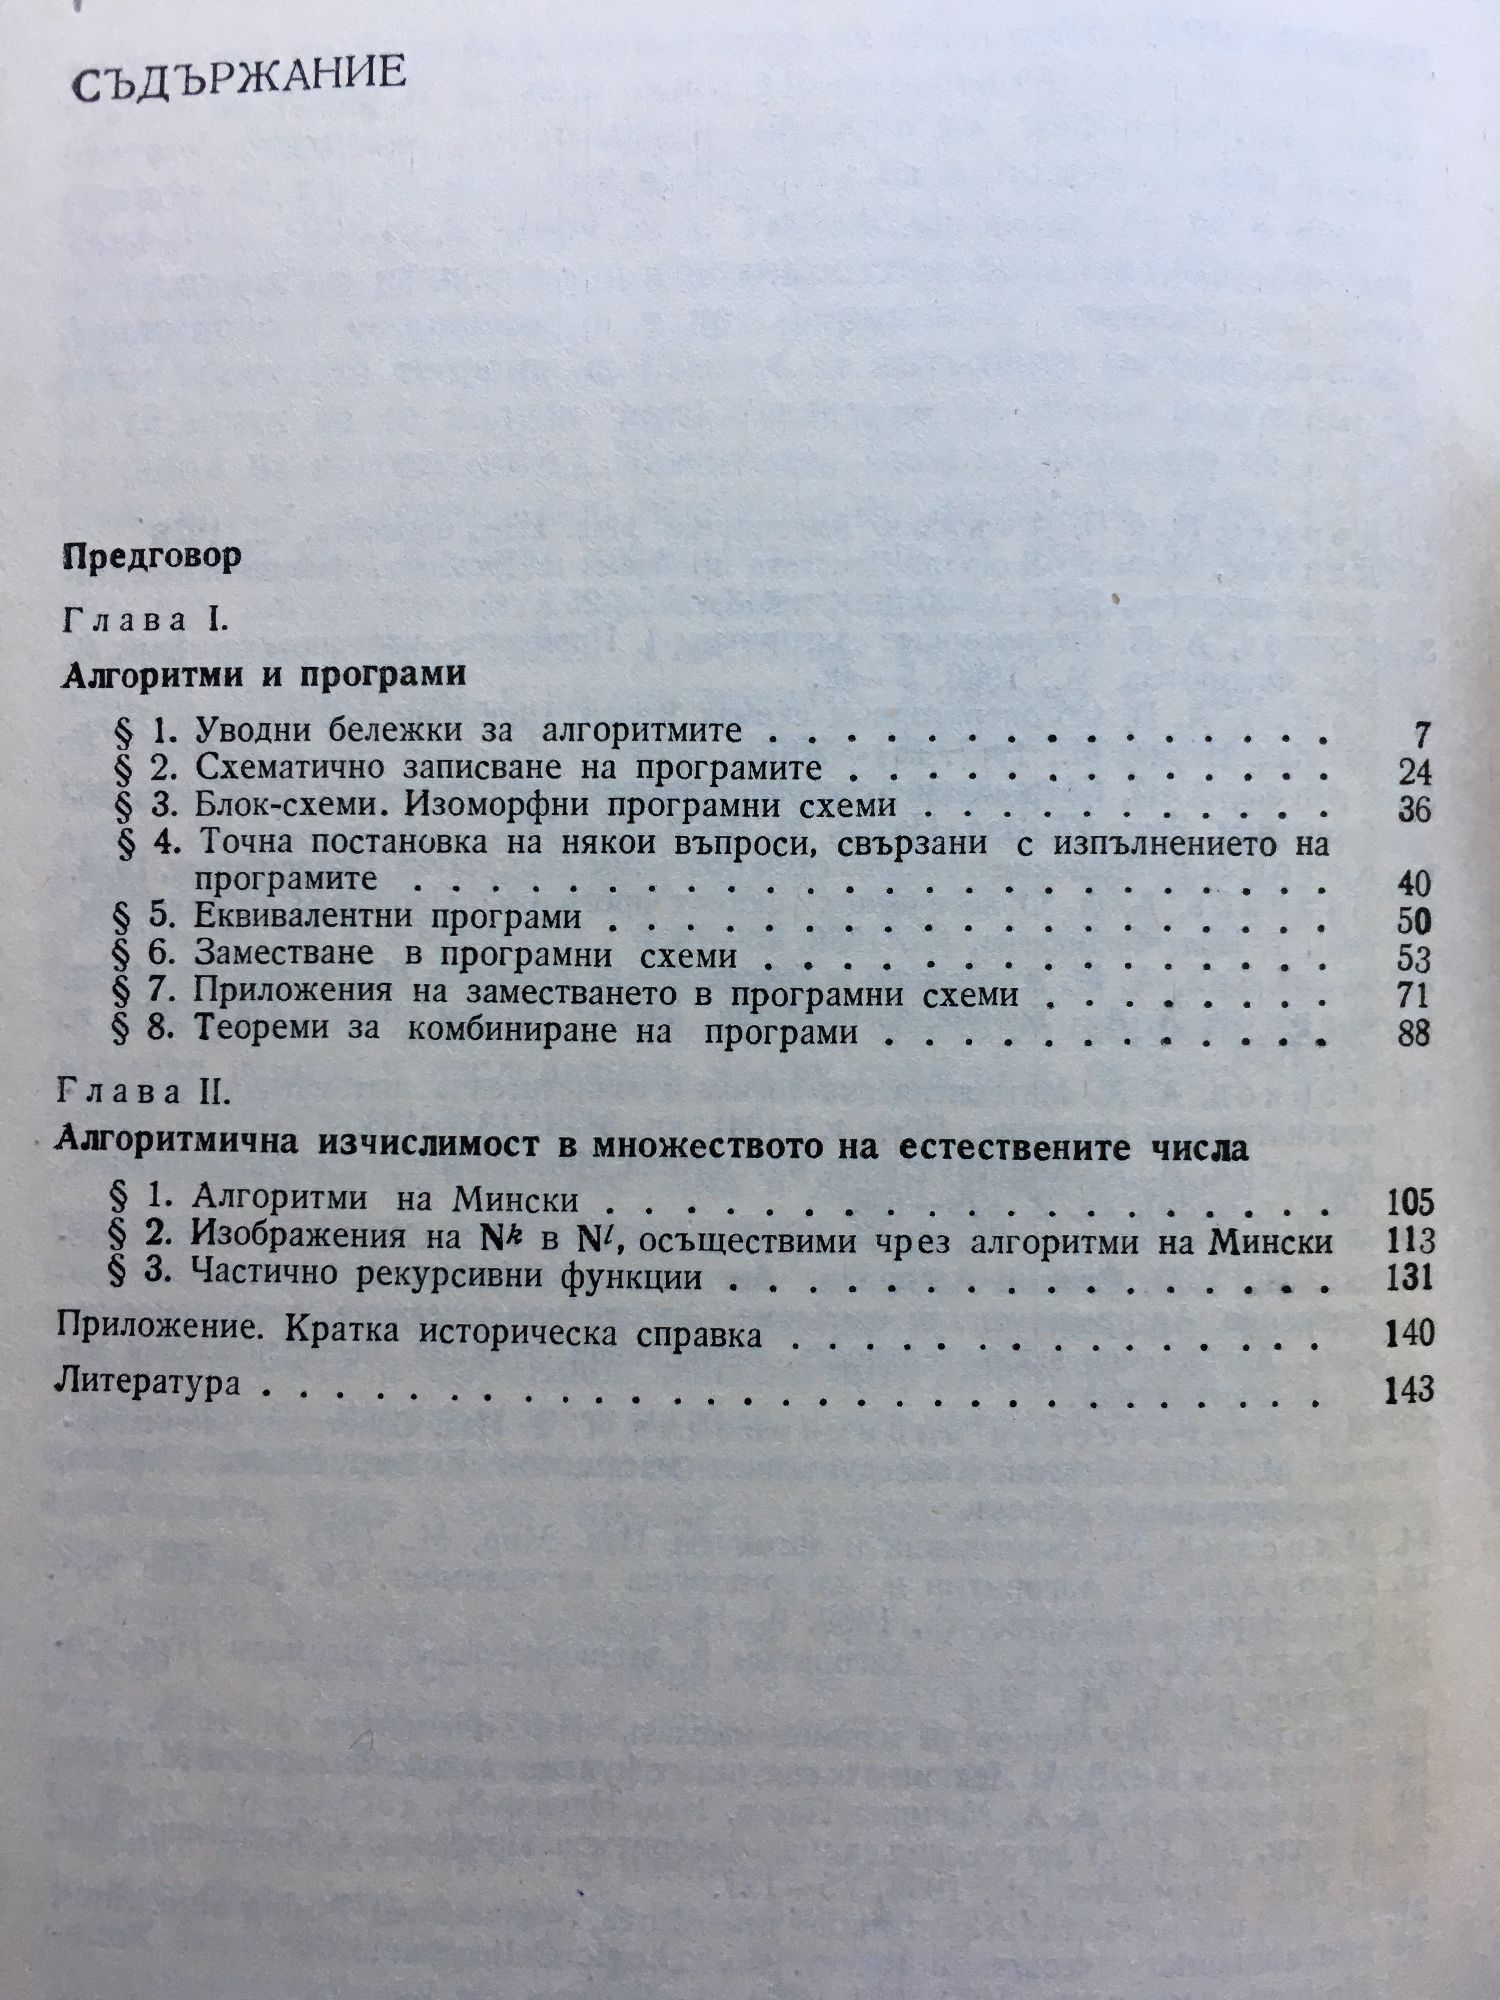 СЪДЪРЖАНИЕ
Предговор
Глава I.
Алгоритми и програми
§ 1. Уводни бележки за алгоритмите . . . . . . . . . . . . . . . 7
§ 2. Схематично записване на програмите . . . . . . . . . . . . . 24
§ 3. Блок-схеми. Изоморфни програмни схеми . . . . . . . . . . . 36
§ 4. Точна постановка на някои въпроси, свързани с изпълнението на
програмите . . . . . . . . . . . . . . . . . . . . . . . . 40
§ 5. Еквивалентни програми . . . . . . . . . . . . . . . . . . . 50
§ 6. Заместване в програмни схеми . . . . . . . . . . . . . . . 53
§ 7. Приложения на заместването в програмни схеми . . . . . . . . 71
§ 8. Теореми за комбиниране на програми . . . . . . . . . . . . 88
Глава II.
Алгоритмична изчислимост в множеството на естествените числа
§ 1. Алгоритми на Мински . . . . . . . . . . . . . . . . . . . 105
§ 2. Изображения на Nᵏ в Nˡ, осъществими чрез алгоритми на Мински 113
§ 3. Частично рекурсивни функции . . . . . . . . . . . . . . . . 131
Приложение. Кратка историческа справка . . . . . . . . . . . . . . 140
Литература . . . . . . . . . . . . . . . . . . . . . . . . . . . 143